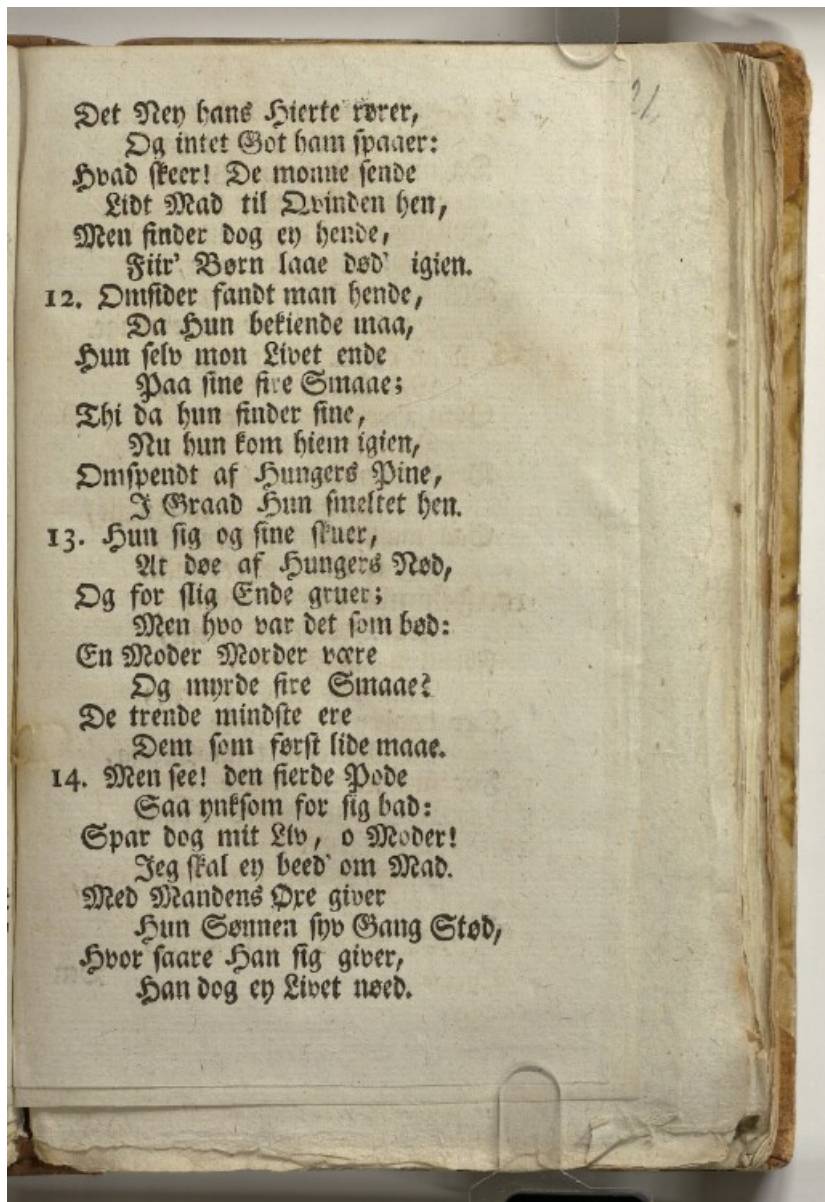 Det Ney hans Hierte rører,
Og intet Got ham spaaer:
Hvad skeer! De monne sende
Lidt Mad til Qvinden hen,
Men finder dog ey hende,
Fiir' Børn laae død' igien.
12. Omsider fandt man hende,
Da Hun bekiende maa,
Hun selv mon Livet ende
Paa sine fire Smaae;
Thi da hun finder sine,
Nu hun kom hiem igien,
Omspendt af Hungers Pine,
I Graad Hun smeltet hen.
13. Hun sig og sine skuer,
At døe af Hungers Nød,
Og for slig Ende gruer;
Men hvo var det som bød:
En Moder Morder være
Og myrde fire Smaae?
De trende mindste ere
Dem som først lide maae.
14. Men see! den fierde Pode
Saa ynksom for sig bad:
Spar dog mit Liv, o Moder!
Jeg skal ey beed' om Mad.
Med Mandens Øxe giver
Hun Sønnen syv Gang Stød,
Hvor saare Han sig giver,
Han dog ey Livet nøed.